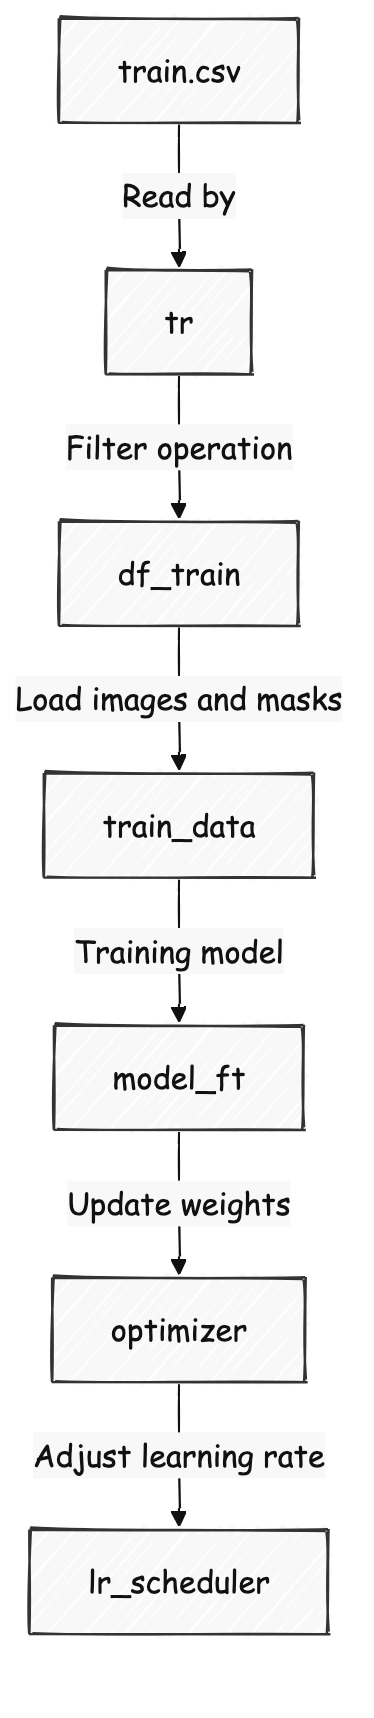 train.csv
Read by
tr
Filter operation
df_train
Load images and masks
train_data
Training model
model_ft
Update weights
optimizer
Adjust learning rate
lr_scheduler